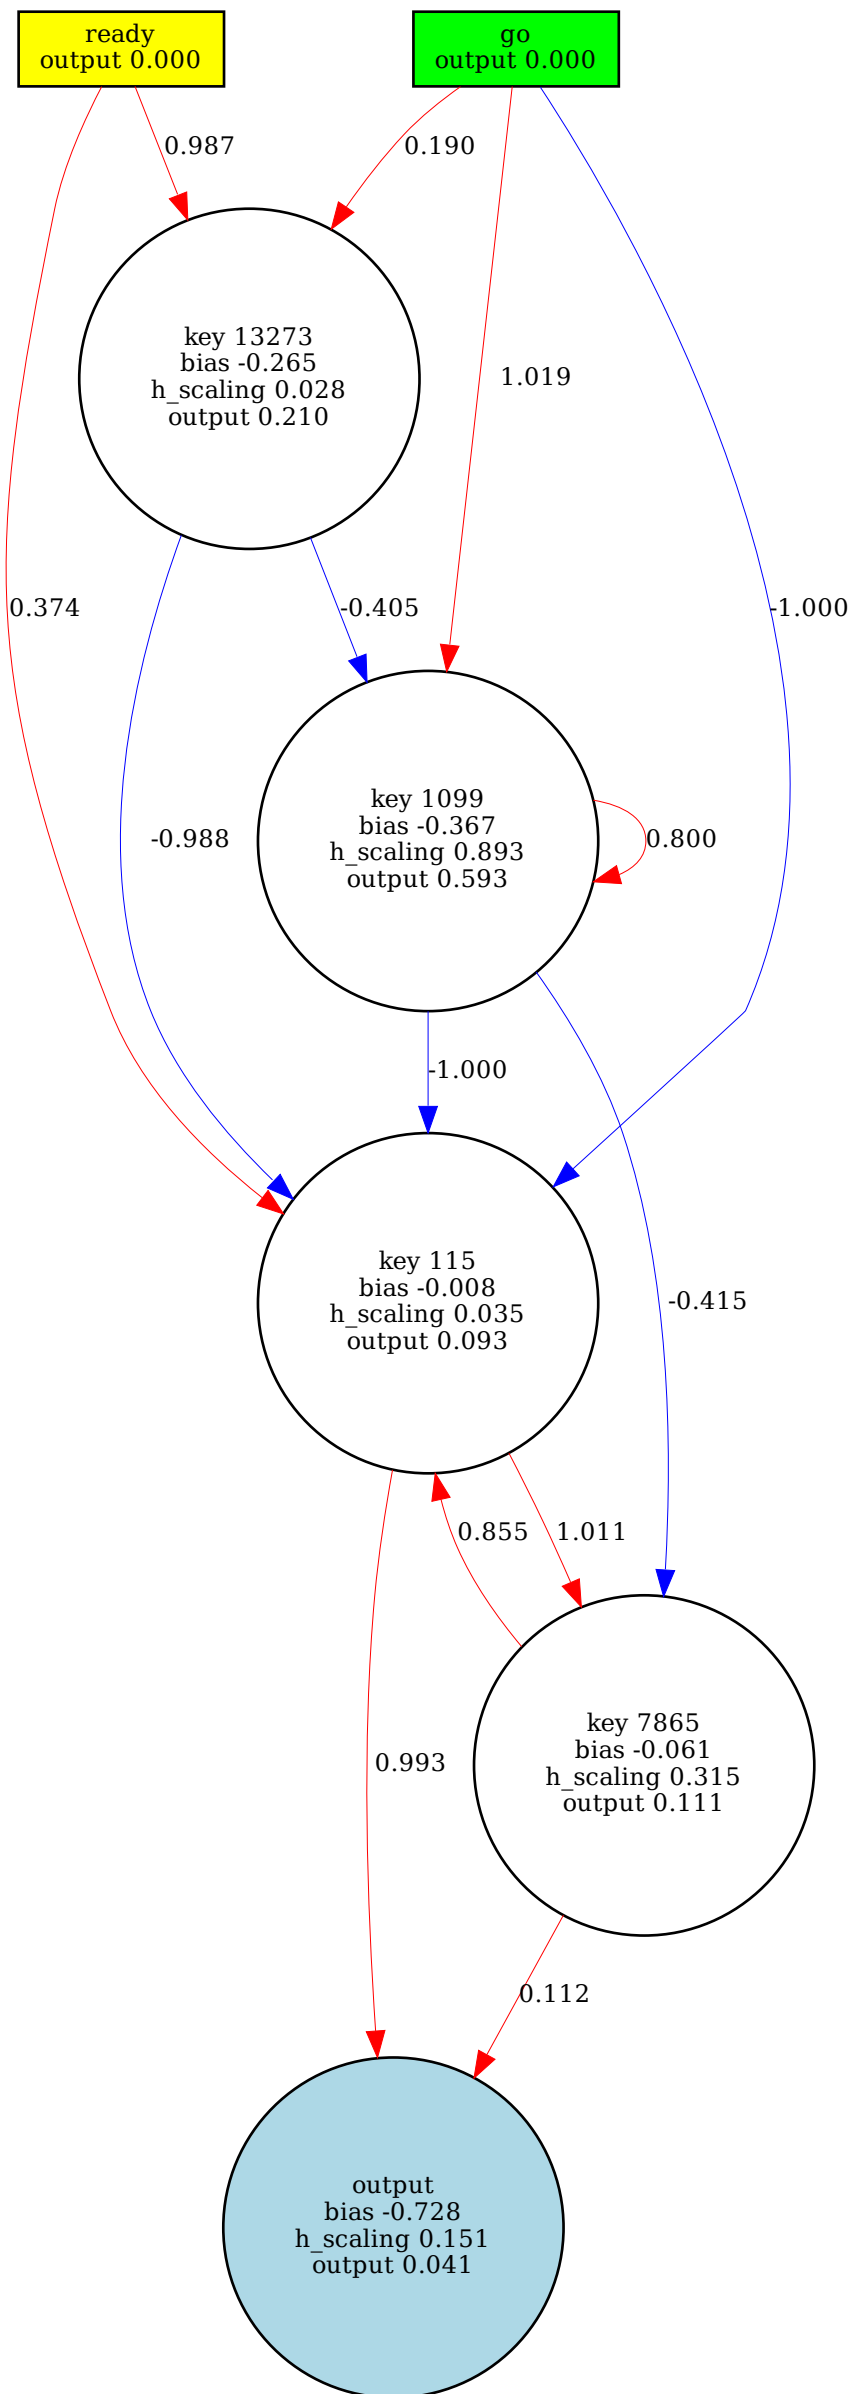 ready
output 0.000
go
output 0.000
0.987
0.190
key 13273
bias -0.265
h_scaling 0.028
output 0.210
1.019
0.374
-0.405
-1.000
key 1099
bias -0.367
h_scaling 0.893
output 0.593
-0.988
0.800
-1.000
key 115
bias -0.008
h_scaling 0.035
output 0.093
-0.415
0.855
1.011
key 7865
bias -0.061
h_scaling 0.315
output 0.111
0.993
0.112
output
bias -0.728
h_scaling 0.151
output 0.041